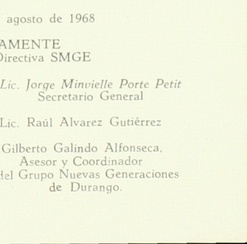 agosto de 1968
AMENTE
Directiva SMGE
Lic. Jorge Minvielle Porte Petit
Secretario General
Lic. Raúl Alvarez Gutiérrez
Gilberto Galindo Alfonseca,
Asesor y Coordinador
del Grupo Nuevas Generaciones
de Durango.